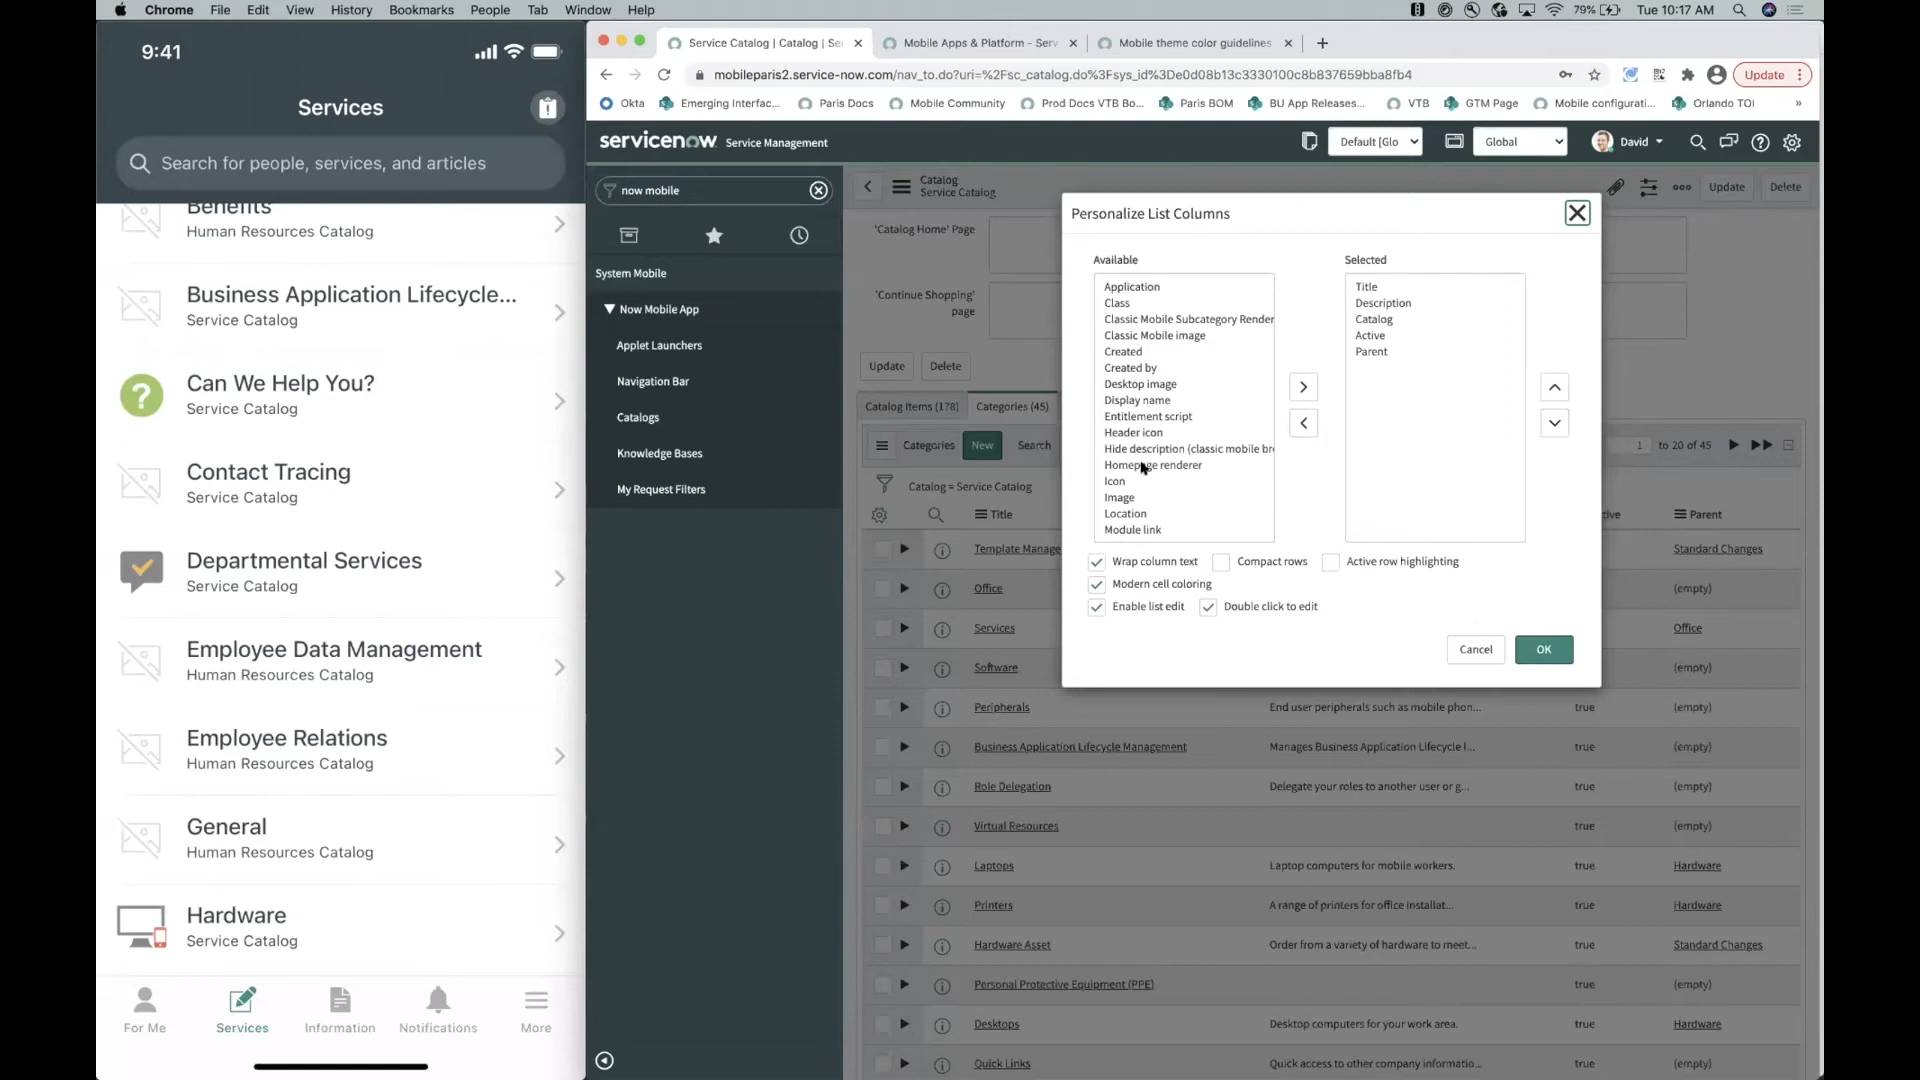 Chrome File Edit View History Bookmarks People Tab Window Help
79% Tue 10:17 AM
9:41
Services
Search for people, services, and articles
Benefits
Human Resources Catalog
Business Application Lifecycle...
Service Catalog
Can We Help You?
Service Catalog
Contact Tracing
Service Catalog
Departmental Services
Service Catalog
Employee Data Management
Human Resources Catalog
Employee Relations
Human Resources Catalog
General
Human Resources Catalog
Hardware
Service Catalog
For Me Services Information Notifications More
Service Catalog | Catalog | Se
Mobile Apps & Platform - Serv
Mobile theme color guidelines
mobileparis2.service-now.com/nav_to.do?uri=%2Fsc_catalog.do%3Fsys_id%3De0d08b13c3330100c8b837659bba8fb4
Update
Okta Emerging Interfac... Paris Docs Mobile Community Prod Docs VTB Bo... Paris BOM BU App Releases... VTB GTM Page Mobile configurati... Orlando TOI »
servicenow Service Management
Default [Glo Global David
now mobile
System Mobile
Now Mobile App
Applet Launchers
Navigation Bar
Catalogs
Knowledge Bases
My Request Filters
Catalog
Service Catalog
Update Delete
'Catalog Home' Page
'Continue Shopping'
page
Update Delete
Catalog Items (178) Categories (45)
Categories New Search 1 to 20 of 45
Catalog = Service Catalog
Title tive Parent
Template Manage Standard Changes
Office (empty)
Services Office
Software (empty)
Peripherals End user peripherals such as mobile phon... true (empty)
Business Application Lifecycle Management Manages Business Application Lifecycle l... true (empty)
Role Delegation Delegate your roles to another user or g... true (empty)
Virtual Resources true (empty)
Laptops Laptop computers for mobile workers. true Hardware
Printers A range of printers for office installat... true Hardware
Hardware Asset Order from a variety of hardware to meet... true Standard Changes
Personal Protective Equipment (PPE) true (empty)
Desktops Desktop computers for your work area. true Hardware
Quick Links Quick access to other company informatio... true (empty)
Personalize List Columns
Available
Application
Class
Classic Mobile Subcategory Render
Classic Mobile image
Created
Created by
Desktop image
Display name
Entitlement script
Header icon
Hide description (classic mobile bro
Homepage renderer
Icon
Image
Location
Module link
Selected
Title
Description
Catalog
Active
Parent
Wrap column text Compact rows Active row highlighting
Modern cell coloring
Enable list edit Double click to edit
Cancel OK